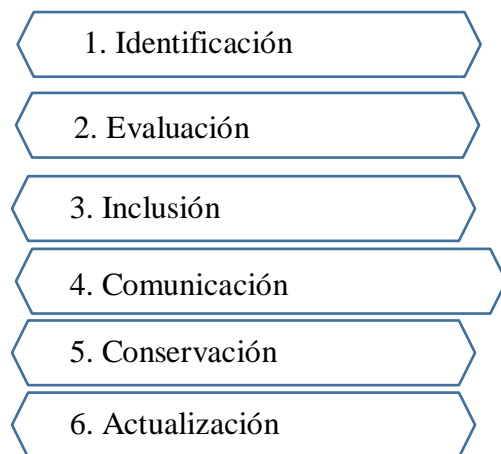 1. Identificación
2. Evaluación
3. Inclusión
4. Comunicación
5. Conservación
6. Actualización